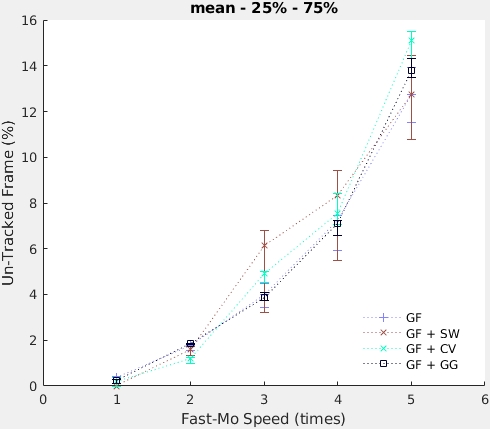 mean - 25% - 75%
Un-Tracked Frame (%)
16
14
12
10
8
6
4
2
0
0 1 2 3 4 5 6
Fast-Mo Speed (times)
GF
GF + SW
GF + CV
GF + GG